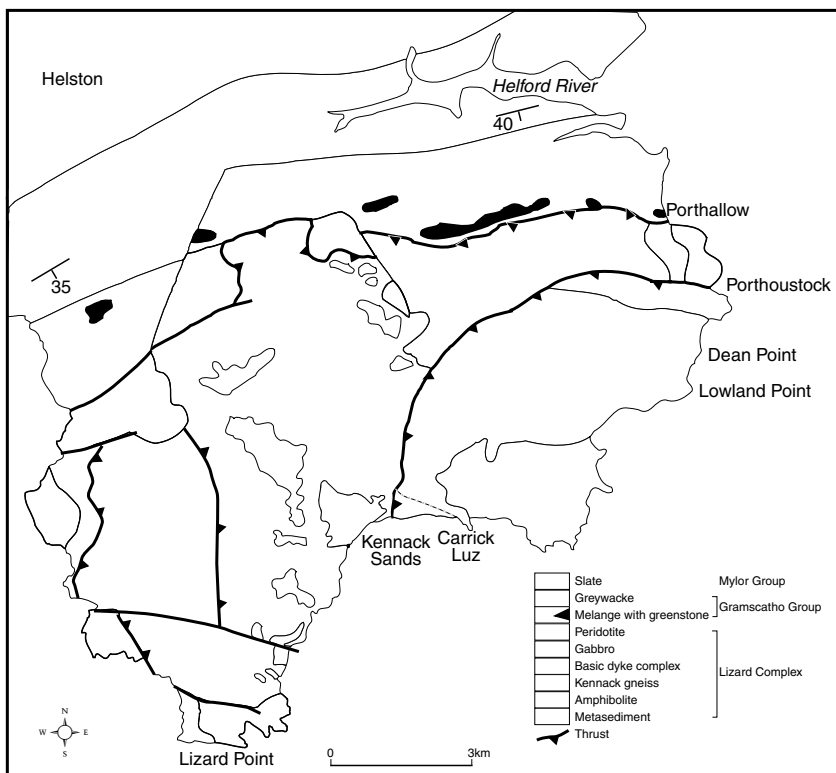 Helston
Helford River
40
Porthallow
35
Porthoustock
Dean Point
Lowland Point
Kennack
Sands
Carrick
Luz
Slate
Mylor Group
Greywacke
Gramscatho Group
Melange with greenstone
Peridotite
Gabbro
Basic dyke complex
Lizard Complex
Kennack gneiss
Amphibolite
Metasediment
Thrust
N
W E
S
Lizard Point
0 3km